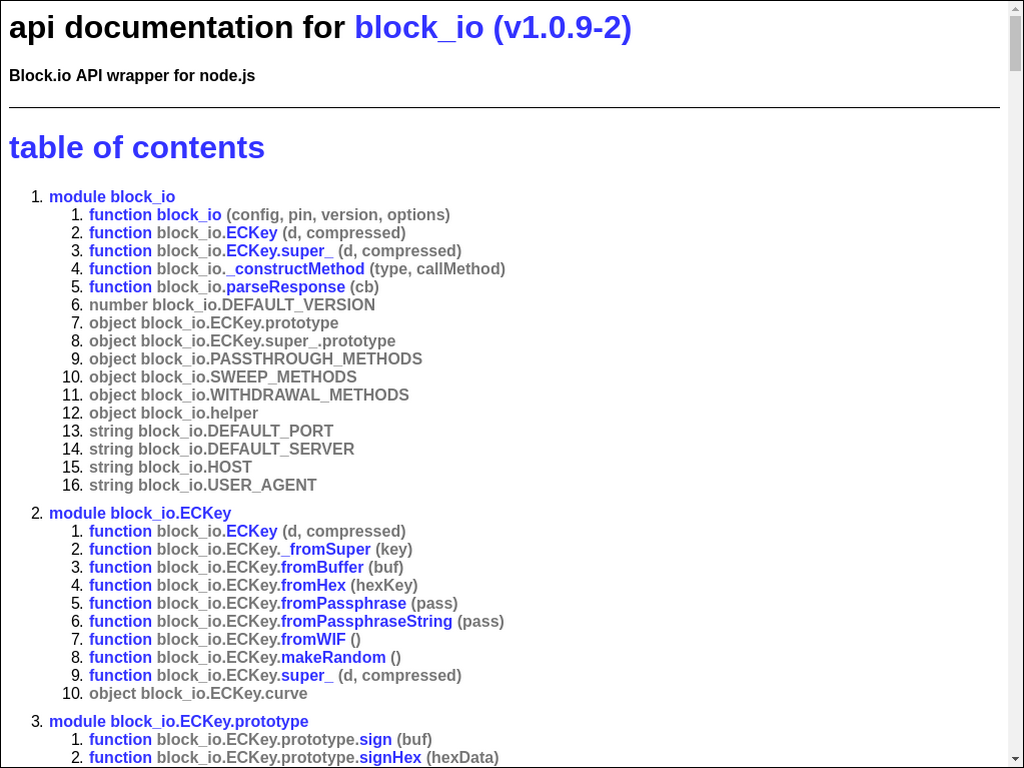 api documentation for block_io (v1.0.9-2)
Block.io API wrapper for node.js
table of contents
1. module block_io
1. function block_io (config, pin, version, options)
2. function block_io.ECKey (d, compressed)
3. function block_io.ECKey.super_ (d, compressed)
4. function block_io._constructMethod (type, callMethod)
5. function block_io.parseResponse (cb)
6. number block_io.DEFAULT_VERSION
7. object block_io.ECKey.prototype
8. object block_io.ECKey.super_.prototype
9. object block_io.PASSTHROUGH_METHODS
10. object block_io.SWEEP_METHODS
11. object block_io.WITHDRAWAL_METHODS
12. object block_io.helper
13. string block_io.DEFAULT_PORT
14. string block_io.DEFAULT_SERVER
15. string block_io.HOST
16. string block_io.USER_AGENT
2. module block_io.ECKey
1. function block_io.ECKey (d, compressed)
2. function block_io.ECKey._fromSuper (key)
3. function block_io.ECKey.fromBuffer (buf)
4. function block_io.ECKey.fromHex (hexKey)
5. function block_io.ECKey.fromPassphrase (pass)
6. function block_io.ECKey.fromPassphraseString (pass)
7. function block_io.ECKey.fromWIF ()
8. function block_io.ECKey.makeRandom ()
9. function block_io.ECKey.super_ (d, compressed)
10. object block_io.ECKey.curve
3. module block_io.ECKey.prototype
1. function block_io.ECKey.prototype.sign (buf)
2. function block_io.ECKey.prototype.signHex (hexData)